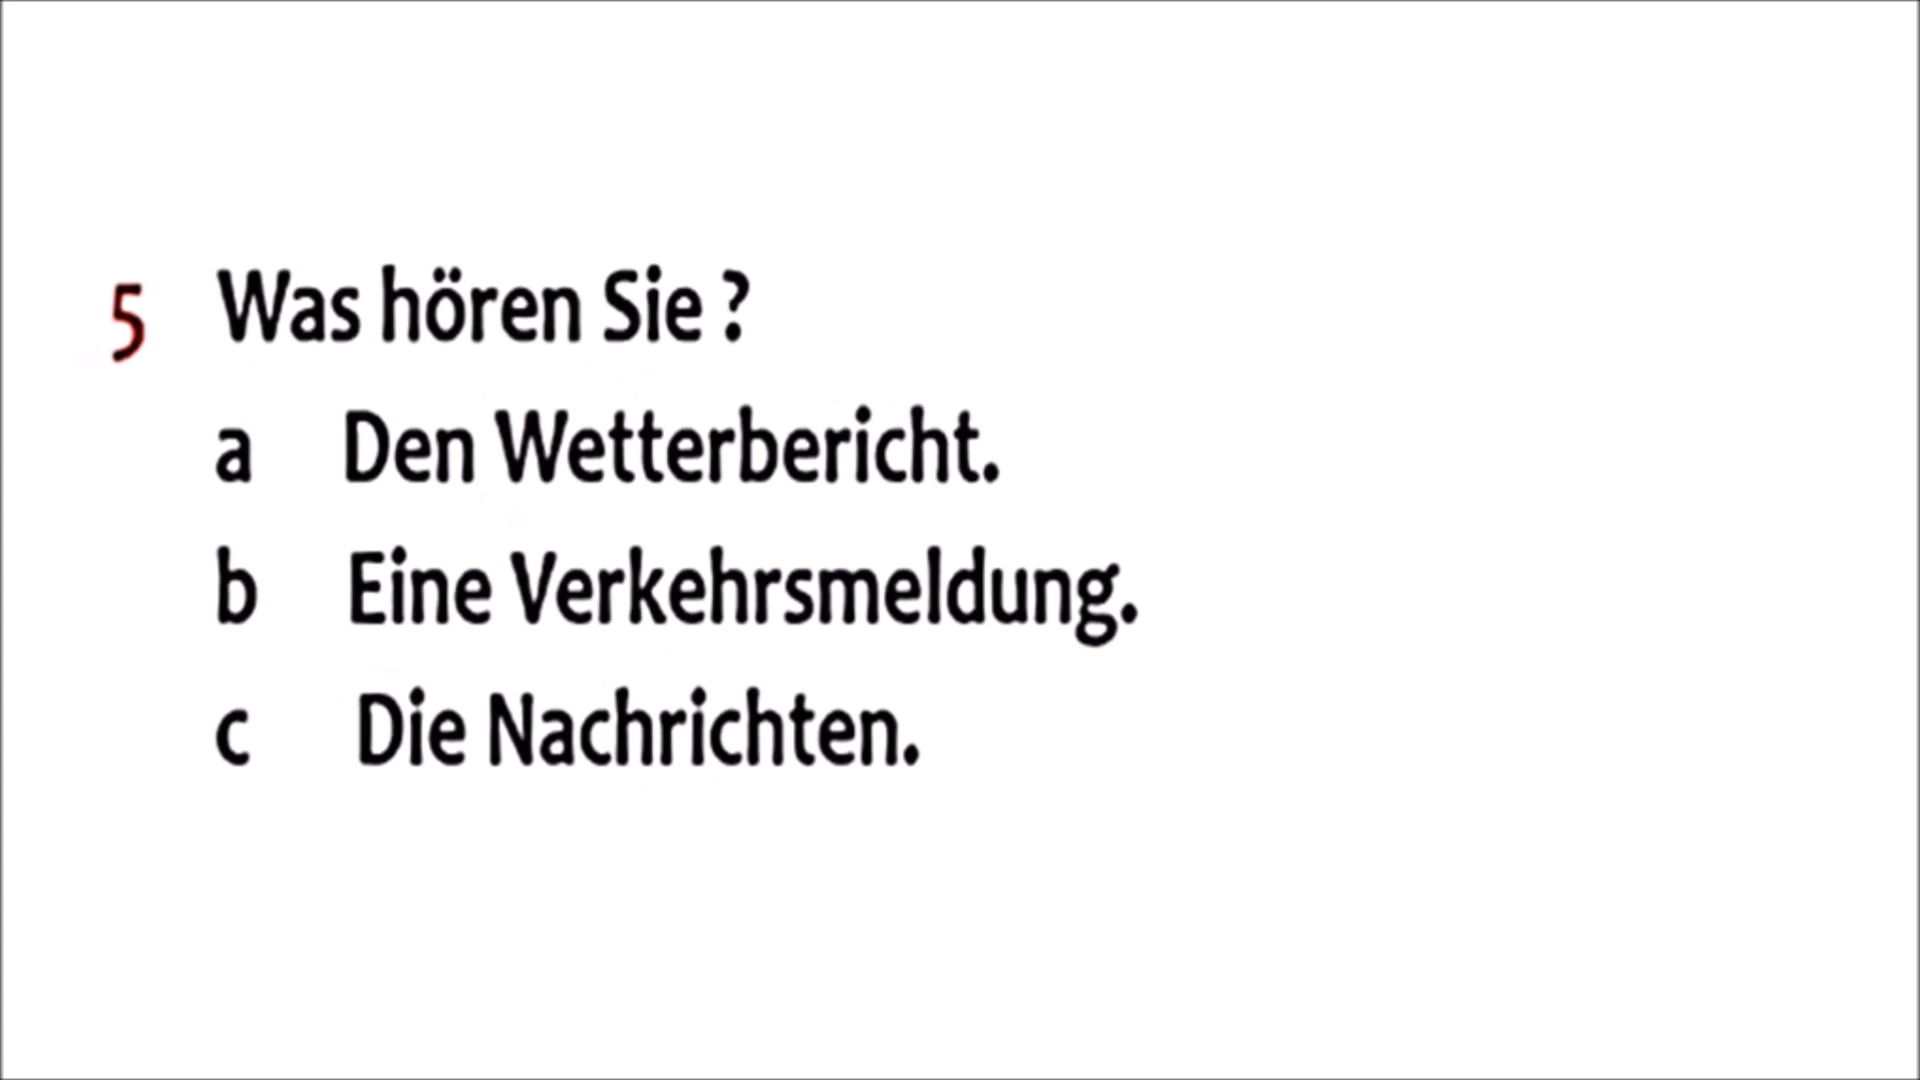 5 Was hören Sie ?
a Den Wetterbericht.
b Eine Verkehrsmeldung.
c Die Nachrichten.